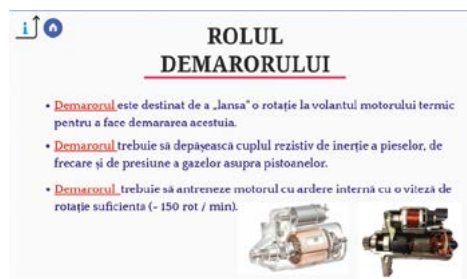 i
ROLUL
DEMARORULUI
• Demarorul este destinat de a „lansa" o rotație la volantul motorului termic
pentru a face demararea acestuia.
• Demarorul trebuie să depășească cuplul rezistiv de inerție a pieselor, de
frecare și de presiune a gazelor asupra pistoanelor.
• Demarorul trebuie să antreneze motorul cu ardere internă cu o viteză de
rotație suficientă (~ 150 rot / min).